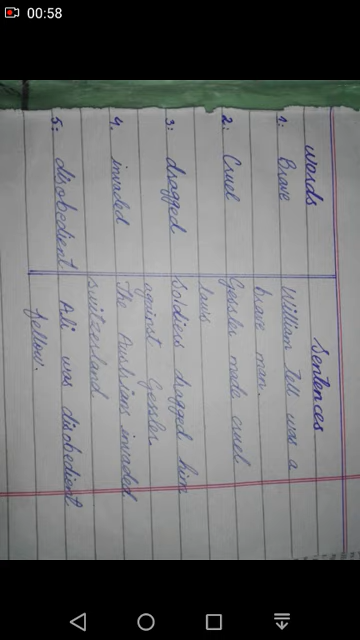 00:58
words Sentences
1: Brave William Tell was a
brave man.
2: Cruel Gessler made cruel
laws
3: dragged Soldiers dragged him
against Gessler.
4. invaded The Austrians invaded
switzerland.
5: disobedient Ali was disobedient
fellow.